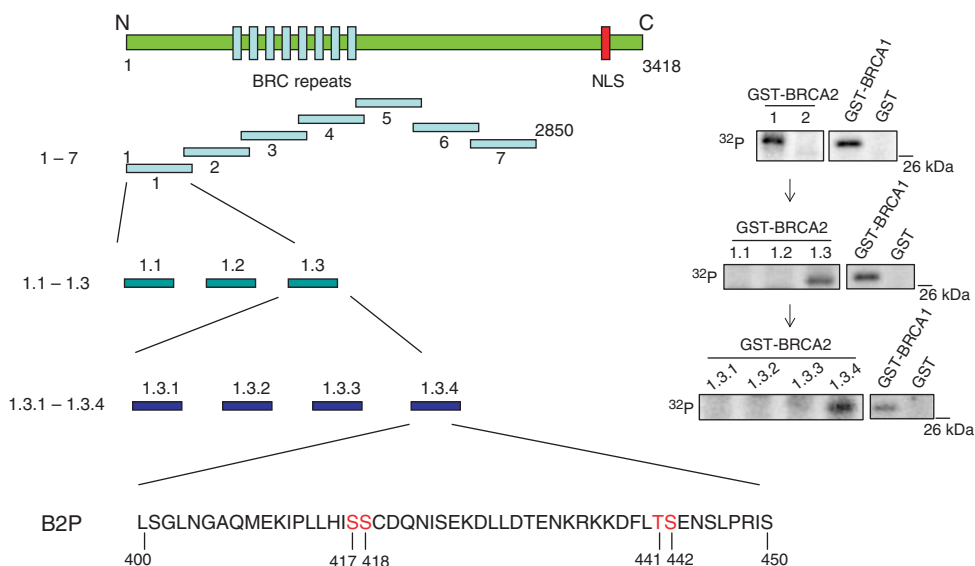 N C
1 3418
BRC repeats NLS
1 – 7
1 2850
1 2 3 4 5 6 7
1.1 – 1.3
1.1 1.2 1.3
1.3.1 – 1.3.4
1.3.1 1.3.2 1.3.3 1.3.4
B2P LSGLNGAQMEKIPLLHISSCDQNISEKDLLDTENKRKKDFLTSENSLPRIS
400 417 418 441 442 450
GST-BRCA2 GST-BRCA1 GST
1 2
32P
26 kDa
GST-BRCA2 GST-BRCA1 GST
1.1 1.2 1.3
32P
26 kDa
GST-BRCA2 GST-BRCA1 GST
1.3.1 1.3.2 1.3.3 1.3.4
32P
26 kDa